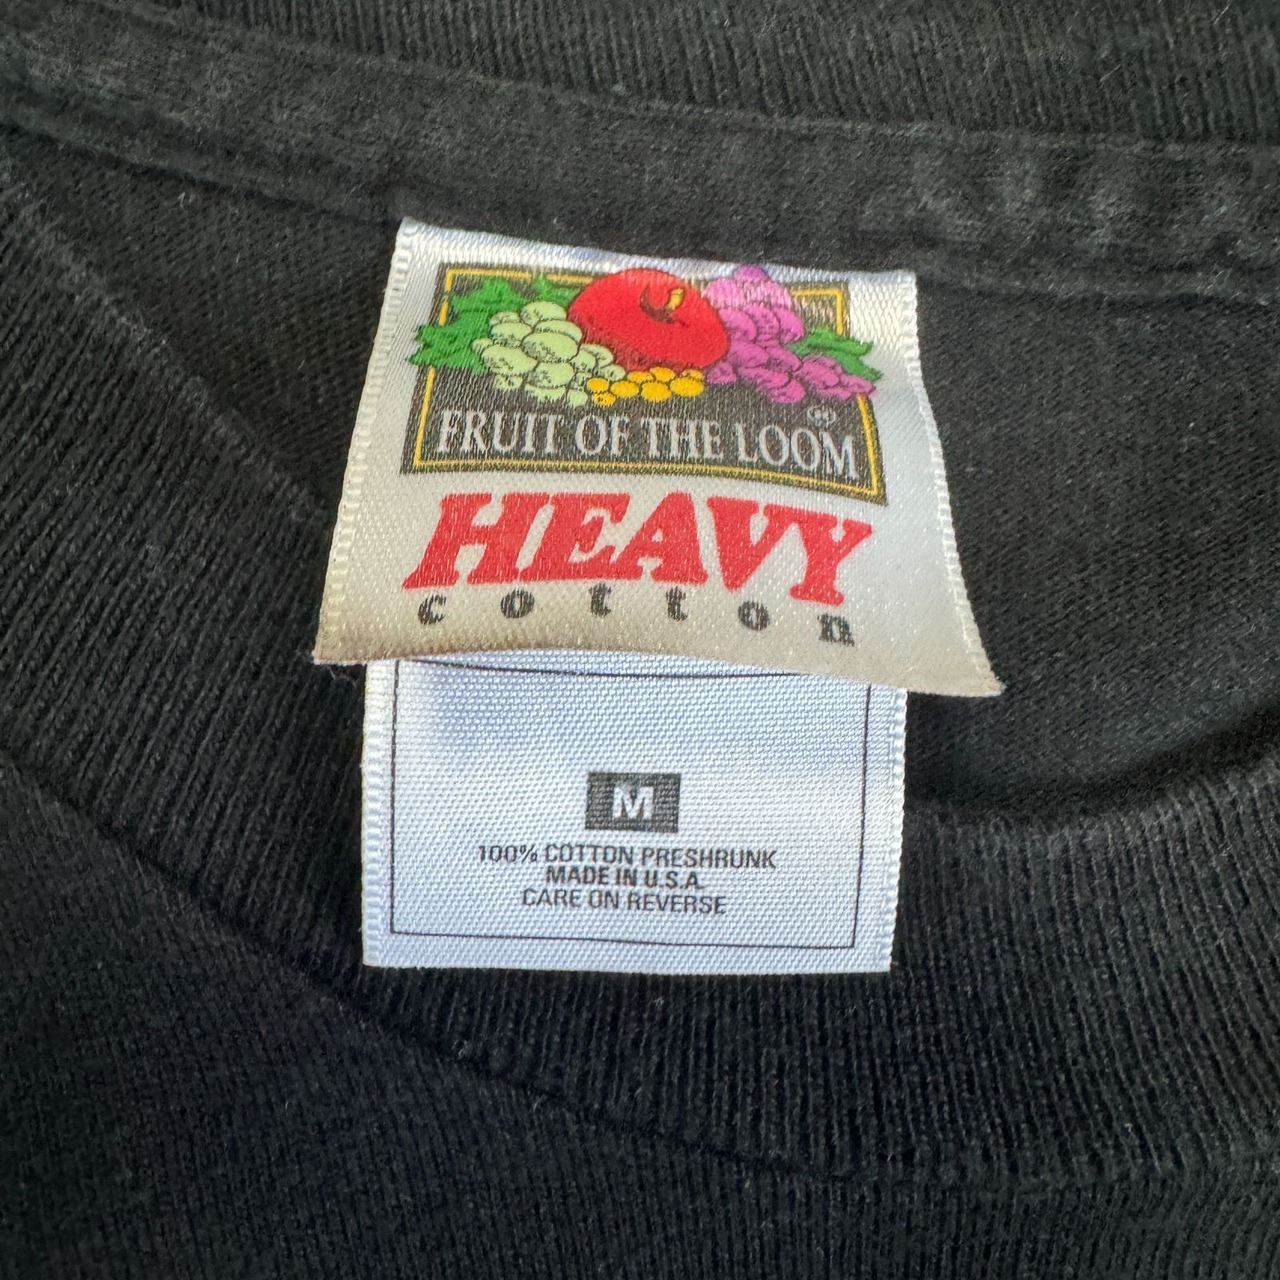 FRUIT OF THE LOOM®
HEAVY
cotton
M
100% COTTON PRESHRUNK
MADE IN U.S.A.
CARE ON REVERSE